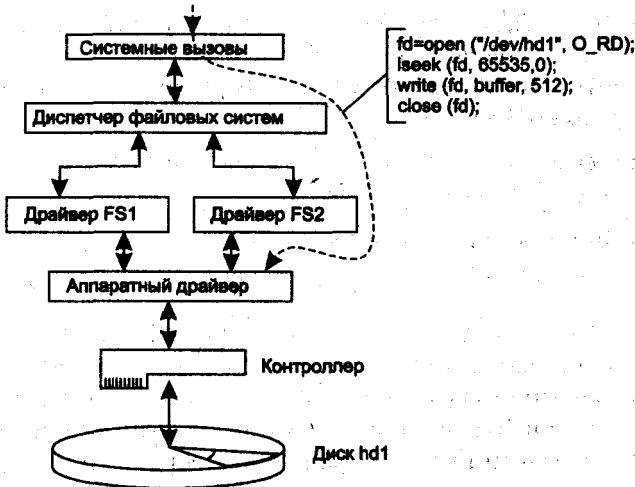 Системные вызовы
fd=open ("/dev/hd1", O_RD);
lseek (fd, 65535,0);
write (fd, buffer, 512);
close (fd);
Диспетчер файловых систем
Драйвер FS1
Драйвер FS2
Аппаратный драйвер
Контроллер
Диск hd1